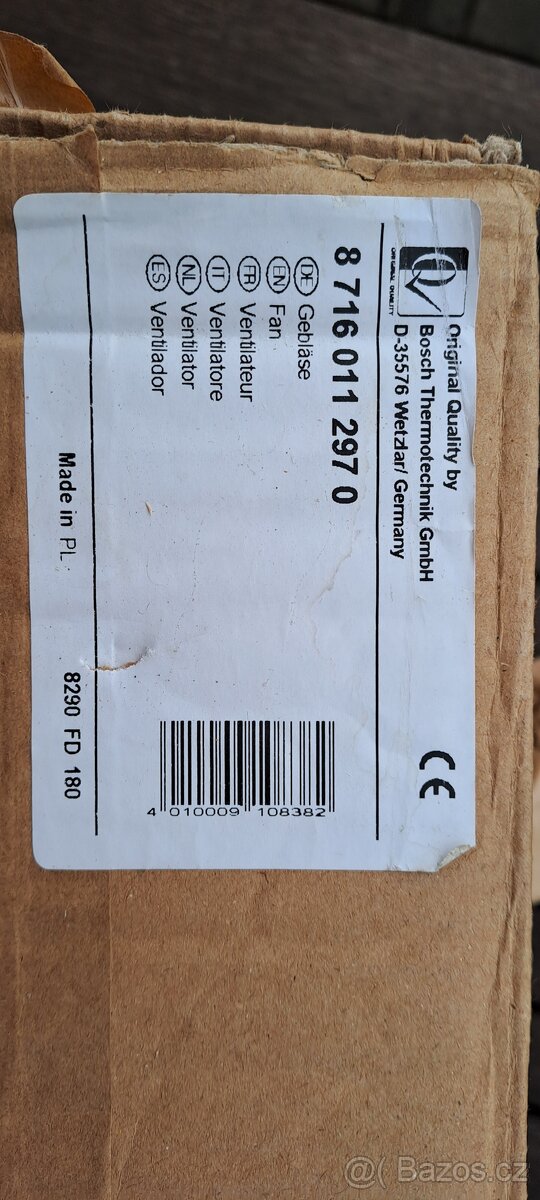 ORIGINAL QUALITY
Original Quality by
Bosch Thermotechnik GmbH
D-35576 Wetzlar/ Germany
CE
8 716 011 297 0
DE Gebläse
EN Fan
FR Ventilateur
IT Ventilatore
NL Ventilator
ES Ventilador
4 010009 108382
Made in PL
8290 FD 180
@ Bazos.cz